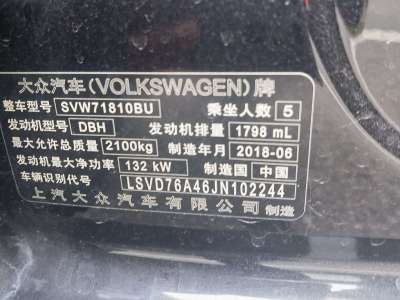 大众汽车(VOLKSWAGEN)牌
整车型号 SVW71810BU 乘坐人数 5
发动机型号 DBH 发动机排量 1798 mL
最大允许总质量 2100kg 制造年月 2018-06
发动机最大净功率 132 kW 制造国 中国
车辆识别代号 LSVD76A46JN102244
上汽大众汽车有限公司 制造